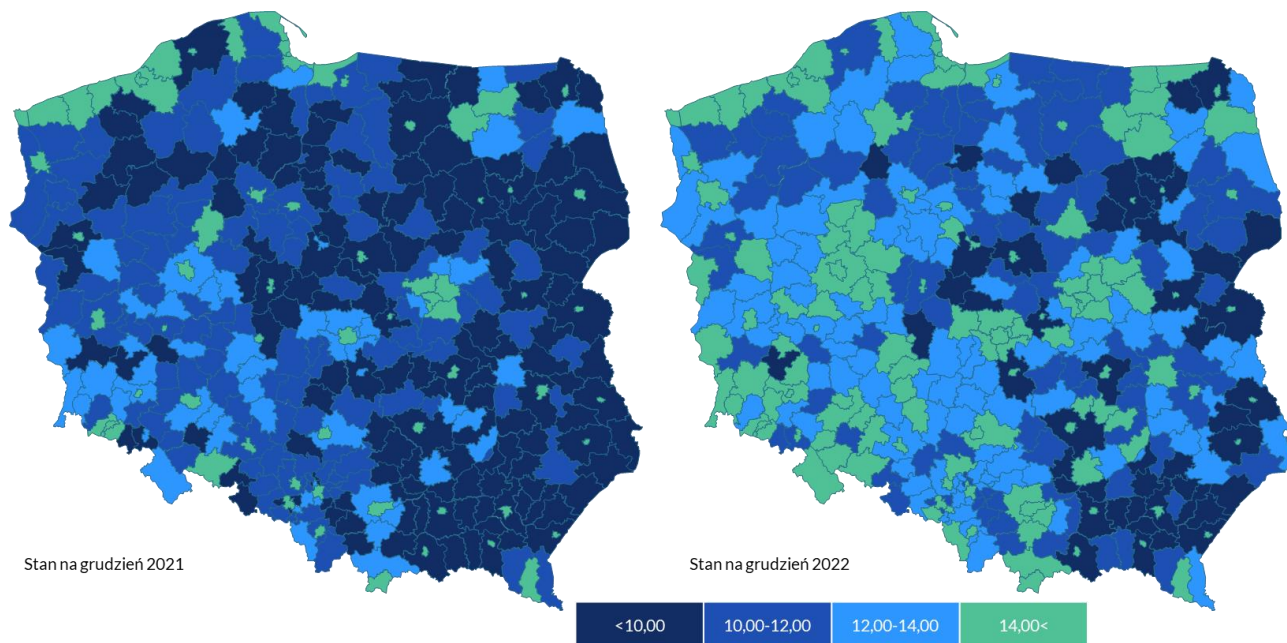 Stan na grudzień 2021
Stan na grudzień 2022
<10,00 10,00-12,00 12,00-14,00 14,00<